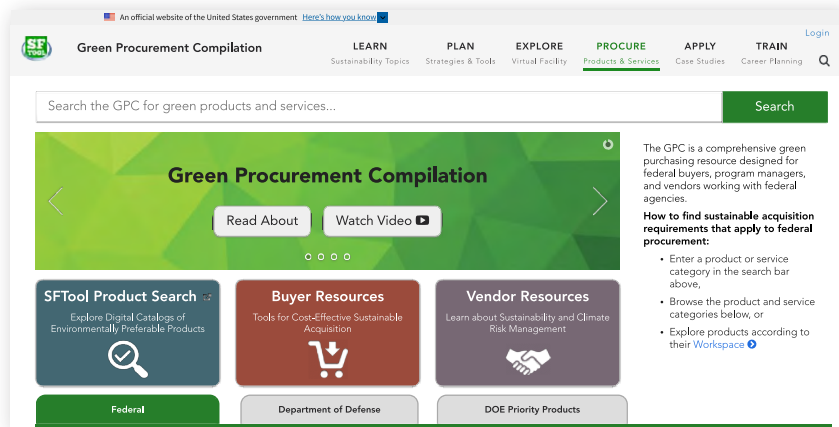 An official website of the United States government Here's how you know
Login
SF
TOOL
Green Procurement Compilation
LEARN
Sustainability Topics
PLAN
Strategies & Tools
EXPLORE
Virtual Facility
PROCURE
Products & Services
APPLY
Case Studies
TRAIN
Career Planning
Search the GPC for green products and services...
Search
Green Procurement Compilation
Read About
Watch Video
The GPC is a comprehensive green
purchasing resource designed for
federal buyers, program managers,
and vendors working with federal
agencies.
How to find sustainable acquisition
requirements that apply to federal
procurement:
• Enter a product or service
category in the search bar
above,
• Browse the product and service
categories below, or
• Explore products according to
their Workspace
SFTool Product Search
Explore Digital Catalogs of
Environmentally Preferable Products
Buyer Resources
Tools for Cost-Effective Sustainable
Acquisition
Vendor Resources
Learn about Sustainability and Climate
Risk Management
Federal
Department of Defense
DOE Priority Products